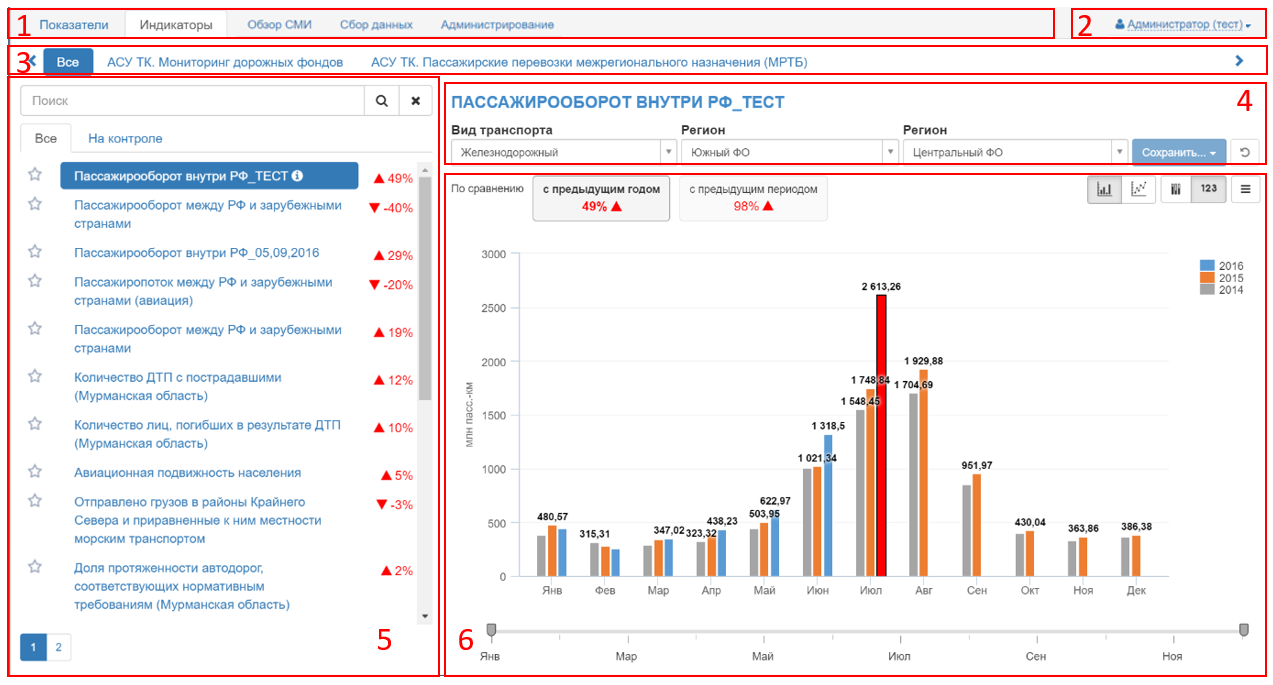 1 Показатели Индикаторы Обзор СМИ Сбор данных Администрирование
2 Администратор (тест)
3 Все АСУ ТК. Мониторинг дорожных фондов АСУ ТК. Пассажирские перевозки межрегионального назначения (МРТБ)
Поиск
Все На контроле
Пассажирооборот внутри РФ_ТЕСТ 49%
Пассажирооборот между РФ и зарубежными -40%
странами
Пассажирооборот внутри РФ_05,09,2016 29%
Пассажиропоток между РФ и зарубежными -20%
странами (авиация)
Пассажирооборот между РФ и зарубежными 19%
странами
Количество ДТП с пострадавшими 12%
(Мурманская область)
Количество лиц, погибших в результате ДТП 10%
(Мурманская область)
Авиационная подвижность населения 5%
Отправлено грузов в районы Крайнего -3%
Севера и приравненные к ним местности
морским транспортом
Доля протяженности автодорог, 2%
соответствующих нормативным
требованиям (Мурманская область)
1 2
5
ПАССАЖИРООБОРОТ ВНУТРИ РФ_ТЕСТ 4
Вид транспорта Регион Регион
Железнодорожный Южный ФО Центральный ФО Сохранить...
По сравнению с предыдущим годом с предыдущим периодом 123
49% 98%
3000
2500
2000
1500
1000
500
0
млн пасс.-км
2016
2015
2014
2 613,26
1 929,88
1 748,84 1 704,69
1 548,45
1 318,5
1 021,34
951,97
622,97
480,57 503,95
438,23 430,04
315,31 347,02 323,32 363,86 386,38
Янв Фев Мар Апр Май Июн Июл Авг Сен Окт Ноя Дек
6
Янв Мар Май Июл Сен Ноя